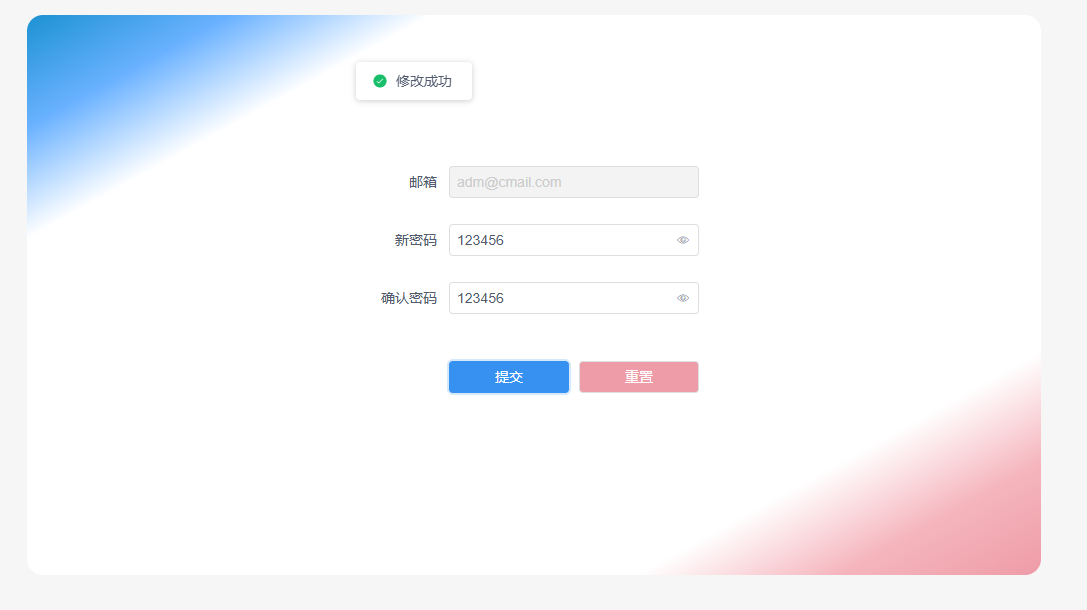 修改成功
邮箱 adm@cmail.com
新密码 123456
确认密码 123456
提交 重置